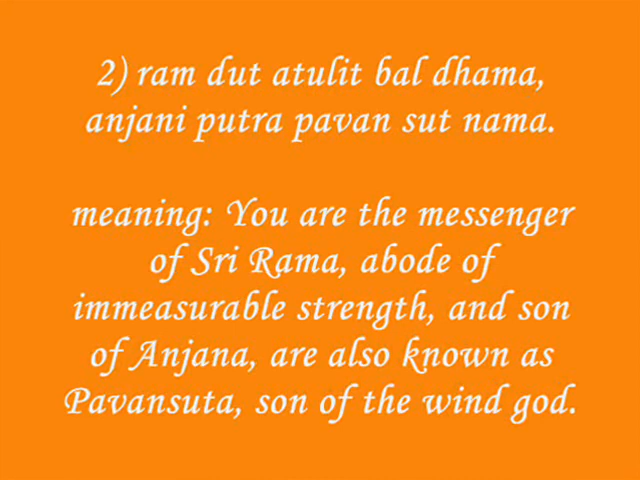 2) ram dut atulit bal dhama,
anjani putra pavan sut nama.
meaning: You are the messenger
of Sri Rama, abode of
immeasurable strength, and son
of Anjana, are also known as
Pavansuta, son of the wind god.